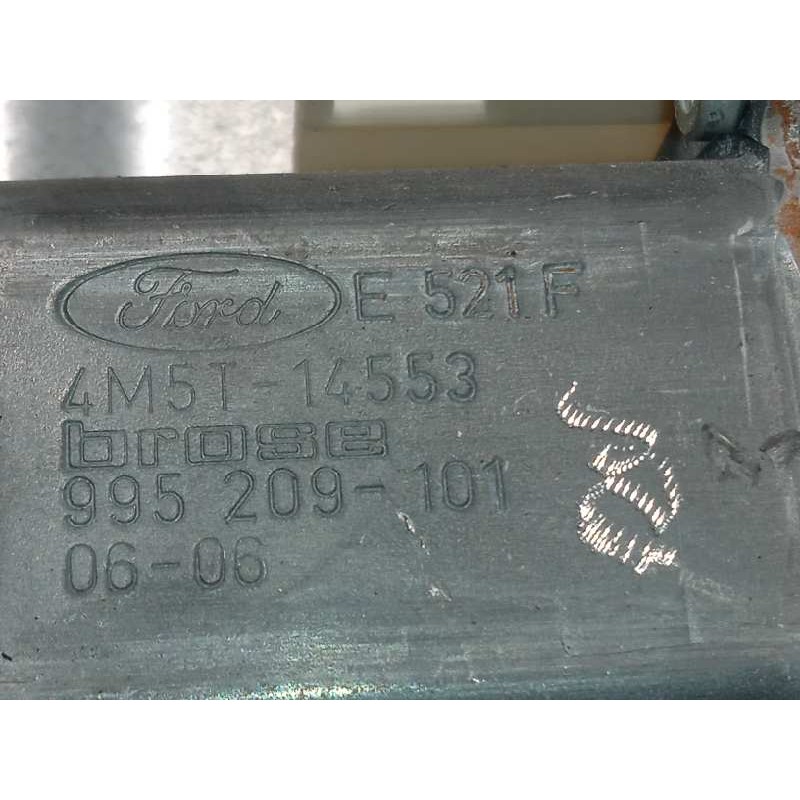 Ford E 521 F
4M5T-14553
brose
995 209-101
06-06